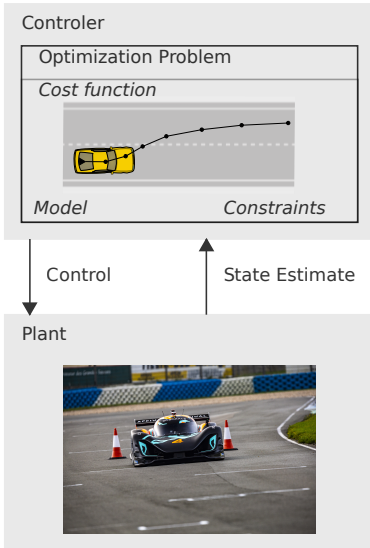 Controler
Optimization Problem
Cost function
Model Constraints
Control State Estimate
Plant